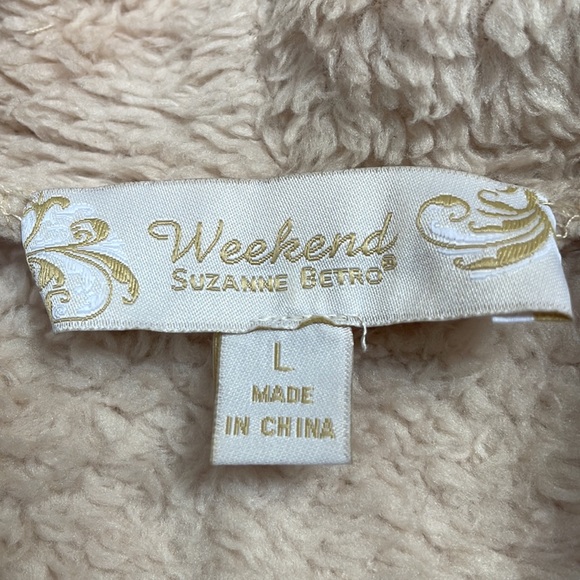 Weekend
SUZANNE BETRO®
L
MADE
IN CHINA